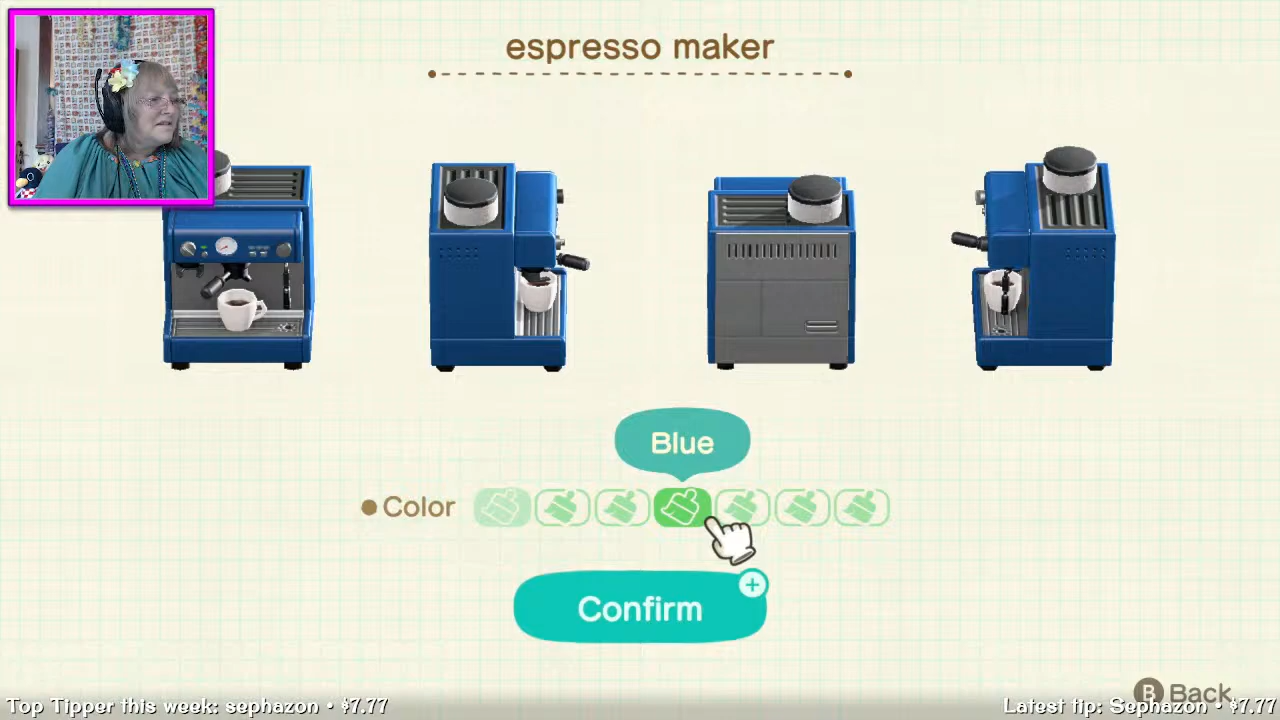 espresso maker
Blue
Color
Confirm
B Back
Top Tipper this week: sephazon • $7.77
Latest tip: Sephazon • $7.77